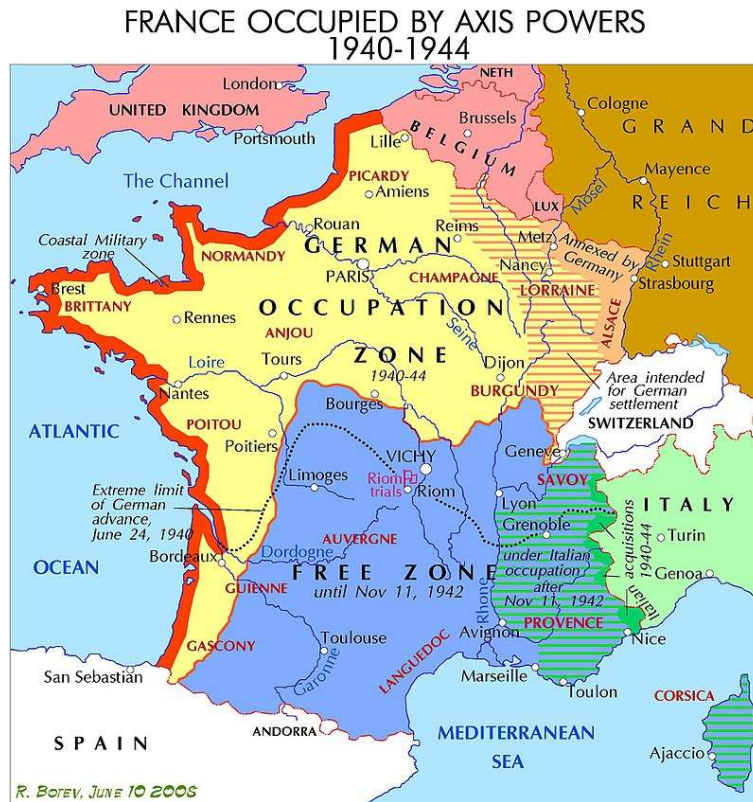 FRANCE OCCUPIED BY AXIS POWERS
1940-1944
London
NETH
UNITED KINGDOM
Portsmouth
Brussels
BELGIUM
Cologne
GRAND
REICH
Lille
PICARDY
Amiens
The Channel
LUX
Mosel
Mayence
Coastal Military
zone
NORMANDY
Rouan
Reims
Metz
Annexed by
Germany
Rhein
Stuttgart
GERMAN
PARIS
CHAMPAGNE
Nancy
LORRAINE
Strasbourg
ALSACE
Brest
BRITTANY
Rennes
OCCUPATION
ANJOU
Seine
ZONE
1940-44
Loire
Tours
Dijon
Nantes
BURGUNDY
Area intended
for German
settlement
Bourges
SWITZERLAND
POITOU
Poitiers
ATLANTIC
VICHY
Geneve
Limoges
Riom
trials
Riom
SAVOY
ITALY
Lyon
Extreme limit
of German
advance,
June 24, 1940
Grenoble
Turin
Italian
acquisitions
1940-44
AUVERGNE
Bordeaux
Dordogne
under Italian
occupation
after
Nov 11, 1942
Genoa
OCEAN
GUIENNE
FREE ZONE
until Nov 11, 1942
Rhone
PROVENCE
Avignon
Nice
GASCONY
Toulouse
Garonne
LANGUEDOC
Marseille
Toulon
San Sebastian
CORSICA
ANDORRA
MEDITERRANEAN
SEA
SPAIN
Ajaccio
R. BOTEV, JUNE 10 2008